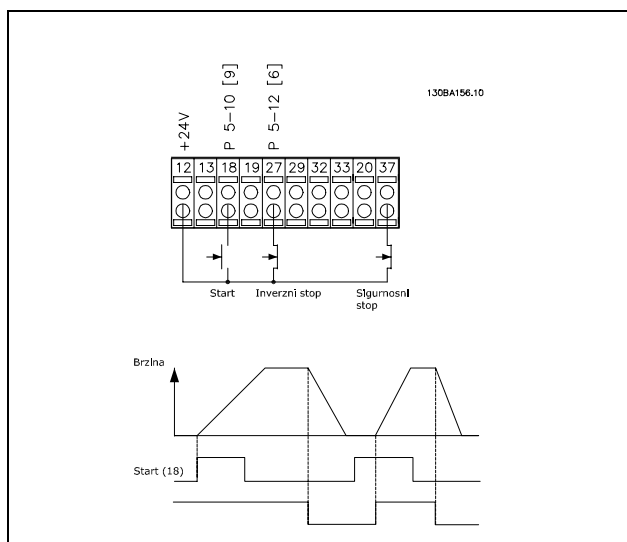 130BA156.10
+24V
P 5-10 [9]
P 5-12 [6]
12 13 18 19 27 29 32 33 20 37
Start
Inverzni stop
Sigurnosni stop
Brzina
Start (18)